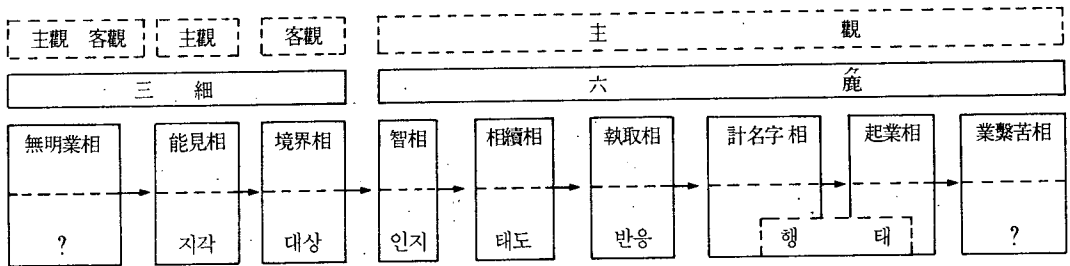 主觀 客觀 主觀 客觀 主 觀
三 細 六 麁
無明業相 能見相 境界相 智相 相續相 執取相 計名字相 起業相 業繫苦相
? 지각 대상 인지 태도 반응 행 태 ?